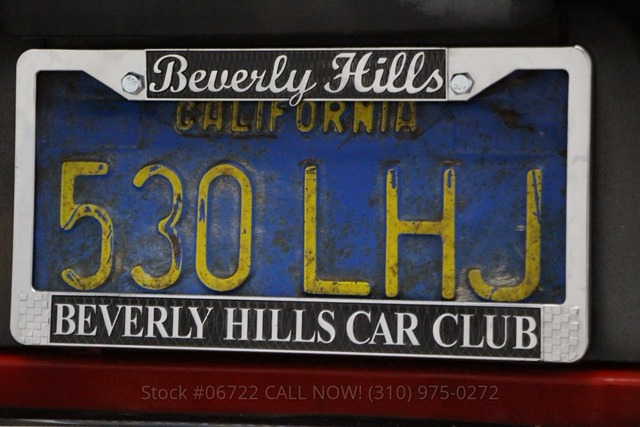 Beverly Hills
CALIFORNIA
530 LHJ
BEVERLY HILLS CAR CLUB
Stock #06722 CALL NOW! (310) 975-0272